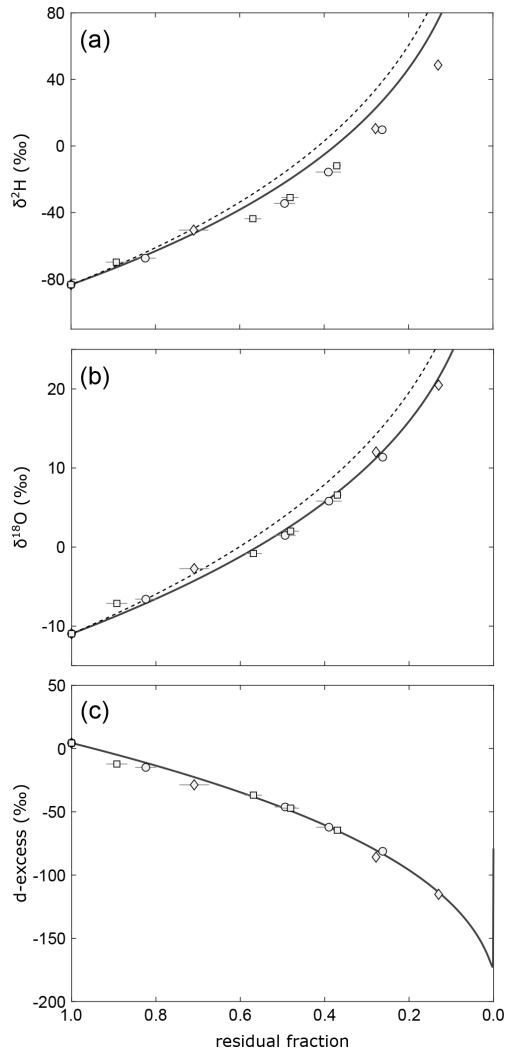 (a)
80
40
0
-40
-80
δ²H (‰)
(b)
20
10
0
-10
δ¹⁸O (‰)
(c)
50
0
-50
-100
-150
-200
d-excess (‰)
1.0 0.8 0.6 0.4 0.2 0.0
residual fraction